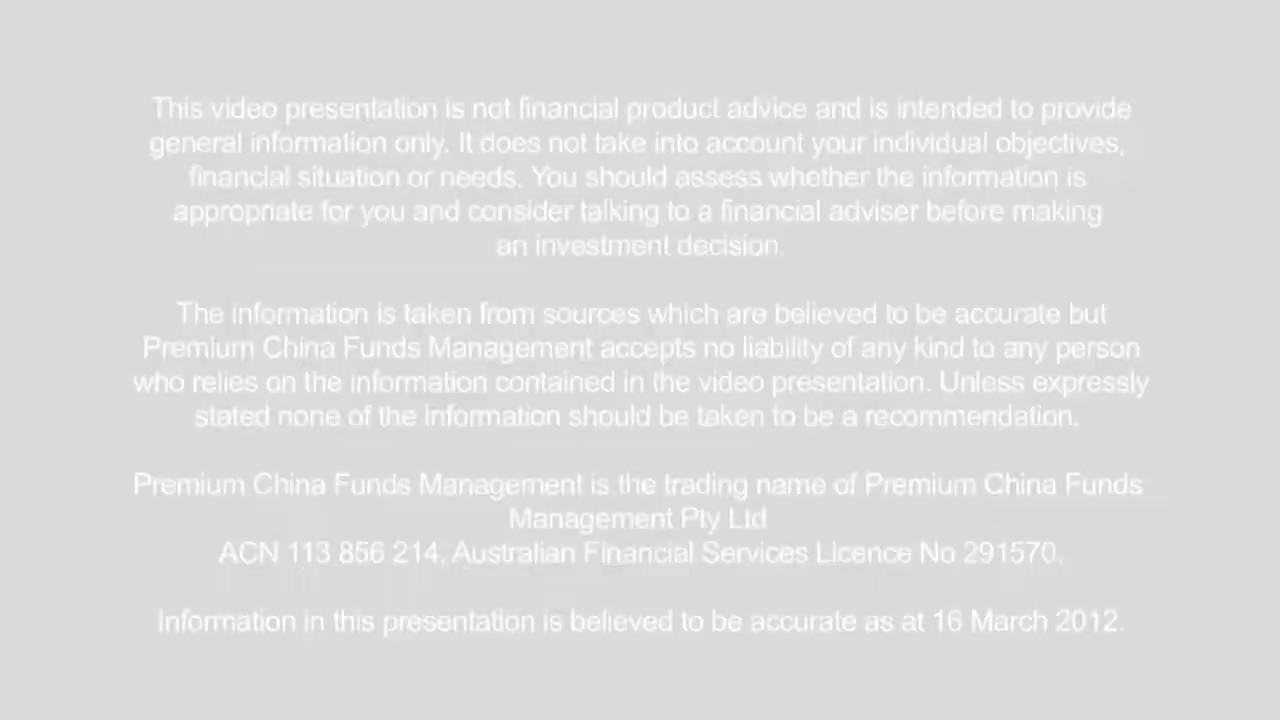 This video presentation is not financial product advice and is intended to provide
general information only. It does not take into account your individual objectives,
financial situation or needs. You should assess whether the information is
appropriate for you and consider talking to a financial adviser before making
an investment decision.
The information is taken from sources which are believed to be accurate but
Premium China Funds Management accepts no liability of any kind to any person
who relies on the information contained in the video presentation. Unless expressly
stated none of the information should be taken to be a recommendation.
Premium China Funds Management is the trading name of Premium China Funds
Management Pty Ltd
ACN 113 856 214, Australian Financial Services Licence No 291570.
Information in this presentation is believed to be accurate as at 16 March 2012.